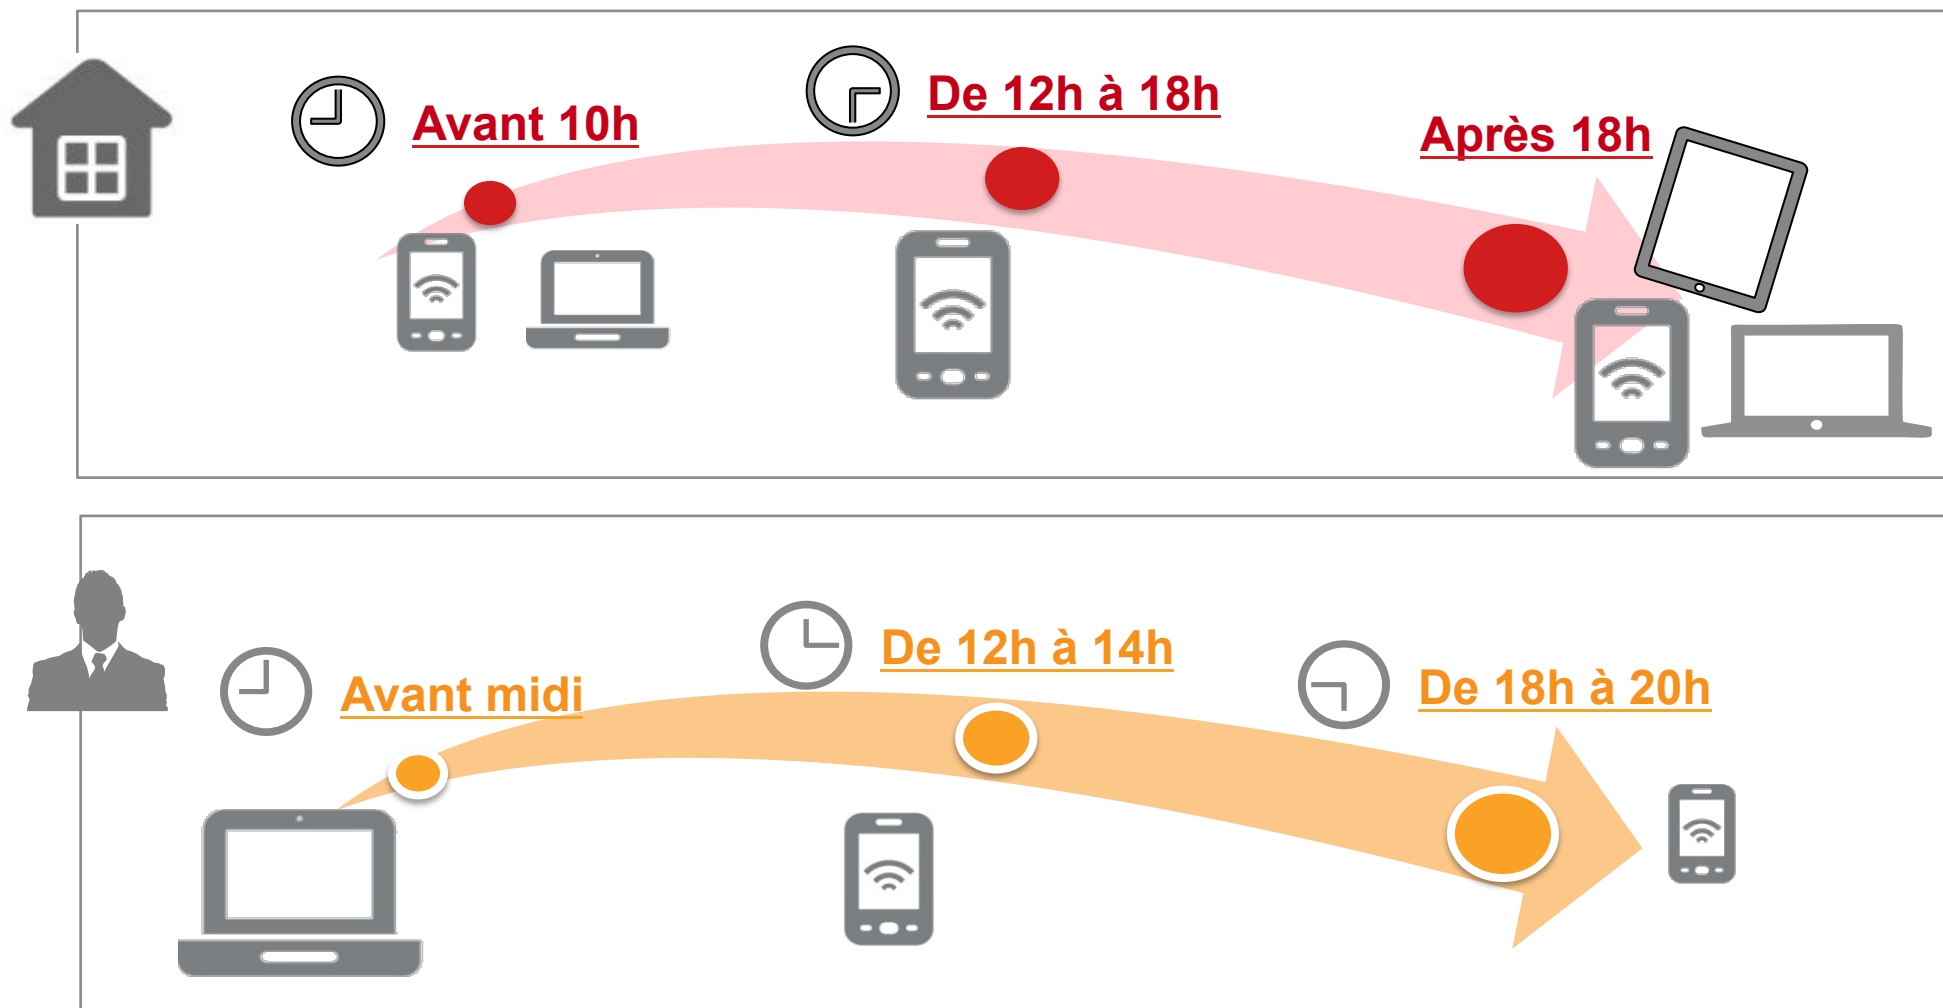 Avant 10h
De 12h à 18h
Après 18h
Avant midi
De 12h à 14h
De 18h à 20h